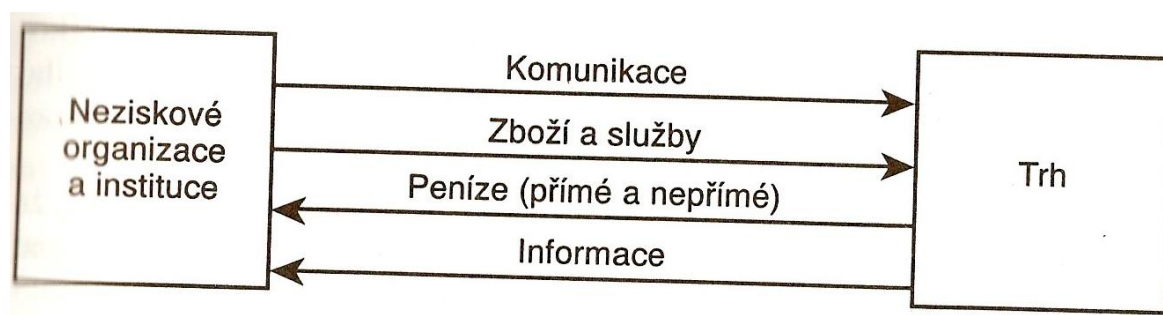 Neziskové
organizace
a instituce
Komunikace
Zboží a služby
Peníze (přímé a nepřímé)
Informace
Trh